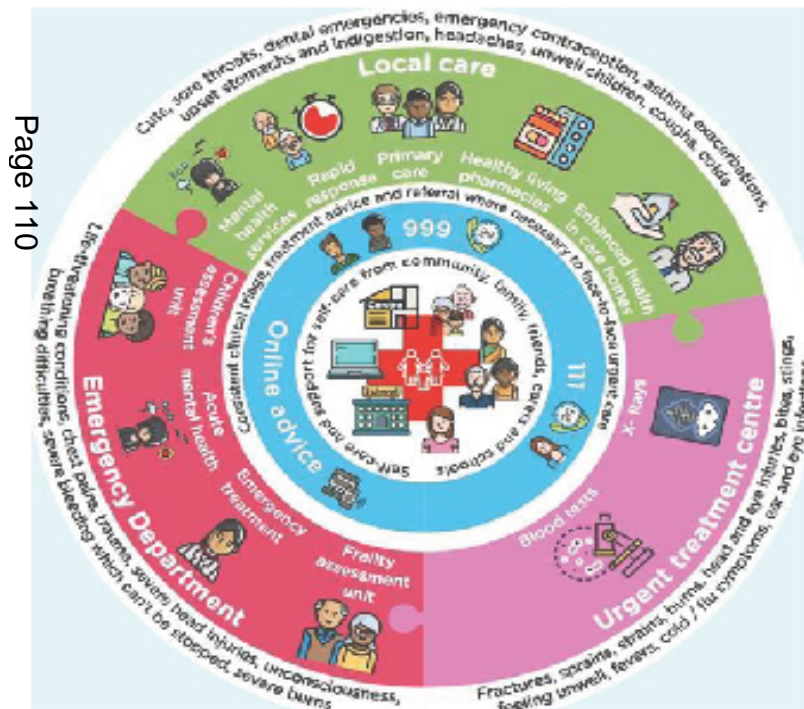 Page 110
Cuts, sore throats, dental emergencies, emergency contraception, asthma exacerbations,
upset stomachs and indigestion, headaches, unwell children, coughs, colds
Local care
Mental
health
services
Rapid
response
Primary
care
Healthy living
pharmacies
Enhanced health
in care homes
Consistent clinical triage, treatment advice and referral where necessary to face-to-face urgent care
999
111
Online advice
Self-care and support for self-care from community, family, friends, carers and schools
X-Rays
Blood tests
Urgent treatment centre
Fractures, sprains, strains, burns, head and eye injuries, bites, stings,
feeling unwell, fevers, cold / flu symptoms, ear and eye infections
Children's
assessment
unit
Acute
mental health
Emergency
treatment
Frailty
assessment
unit
Emergency Department
Life-threatening conditions, chest pains, trauma, severe head injuries, unconsciousness,
breathing difficulties, severe bleeding which can't be stopped, severe burns